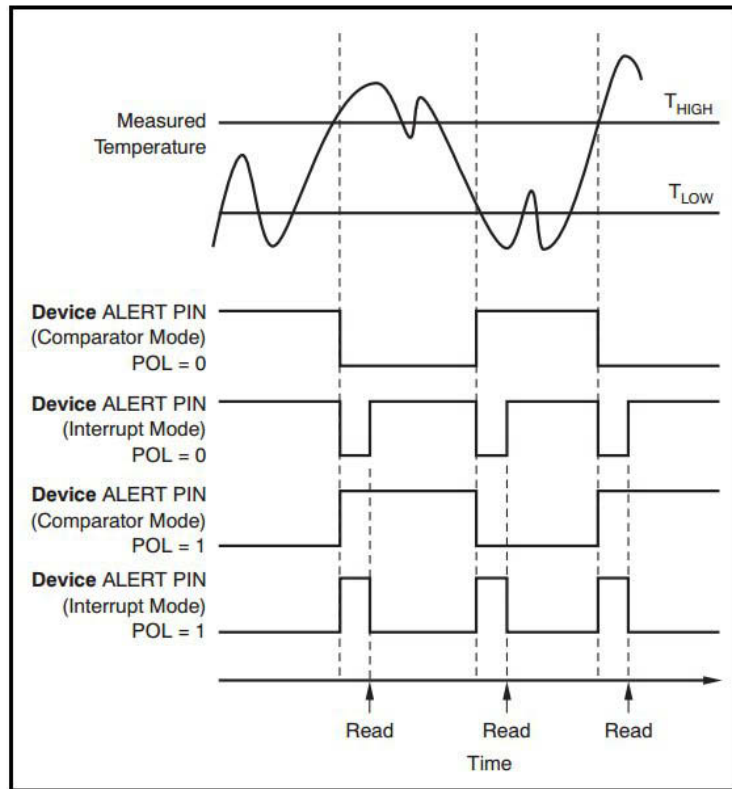 Measured
Temperature
THIGH
TLOW
Device ALERT PIN
(Comparator Mode)
POL = 0
Device ALERT PIN
(Interrupt Mode)
POL = 0
Device ALERT PIN
(Comparator Mode)
POL = 1
Device ALERT PIN
(Interrupt Mode)
POL = 1
Read Read Read
Time